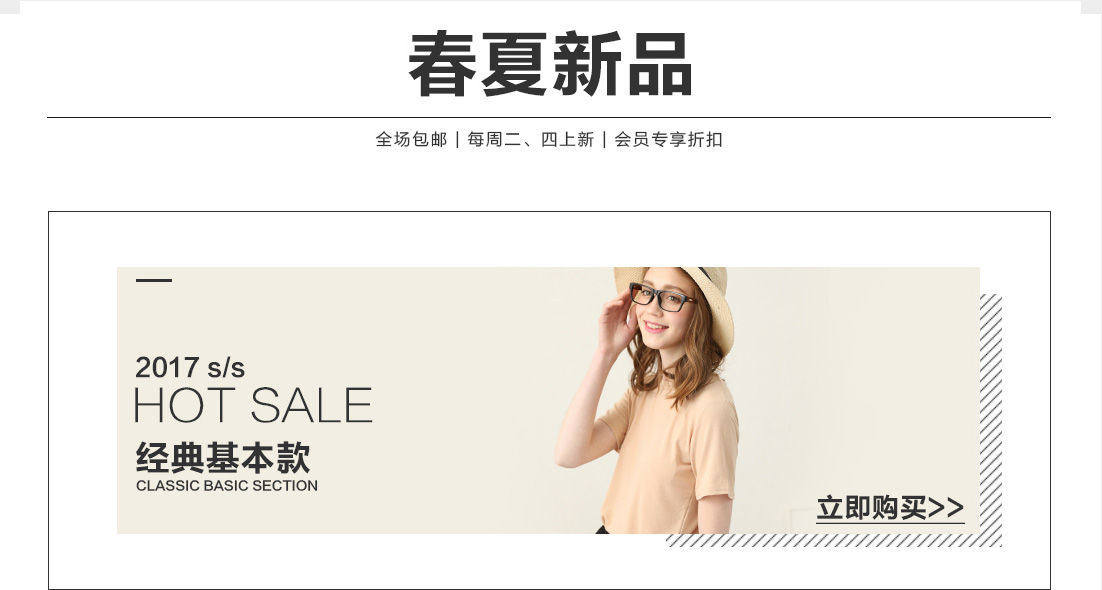 春夏新品
全场包邮 | 每周二、四上新 | 会员专享折扣
2017 s/s
HOT SALE
经典基本款
CLASSIC BASIC SECTION
立即购买>>